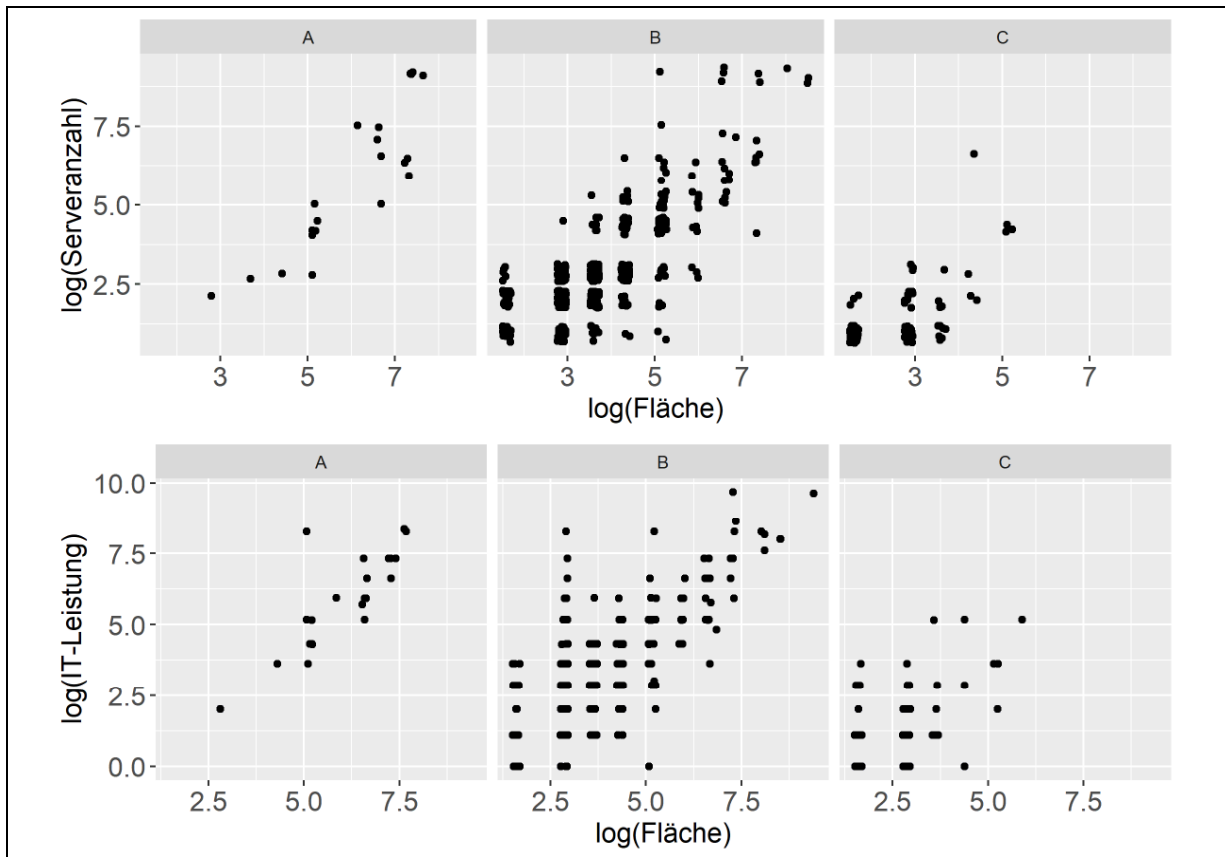 A B C
log(Serveranzahl)
7.5
5.0
2.5
3 5 7 3 5 7 3 5 7
log(Fläche)
A B C
log(IT-Leistung)
10.0
7.5
5.0
2.5
0.0
2.5 5.0 7.5 2.5 5.0 7.5 2.5 5.0 7.5
log(Fläche)